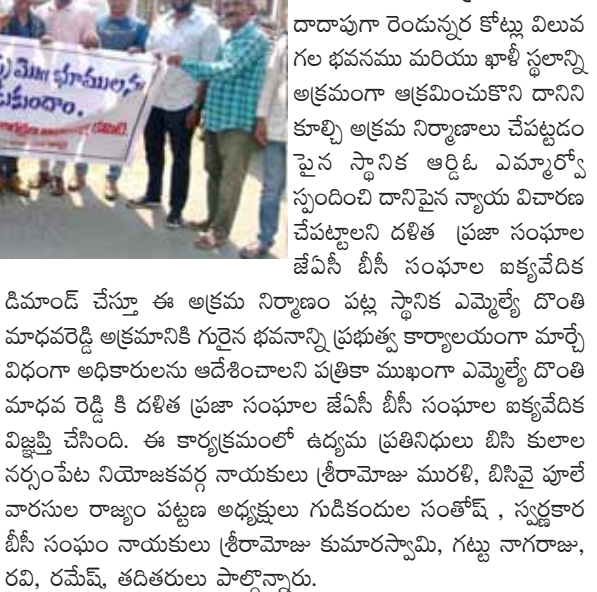 మొగ భూములను
దాదాపుగా రెండున్నర కోట్లు విలువ
గల భవనము మరియు ఖాళీ స్థలాన్ని
అక్రమంగా ఆక్రమించుకొని దానిని
కూల్చి అక్రమ నిర్మాణాలు చేపట్టడం
పైన స్థానిక ఆర్డిఓ ఎమ్మార్వో
స్పందించి దానిపైన న్యాయ విచారణ
చేపట్టాలని దళిత ప్రజా సంఘాల
జేఏసీ బీసీ సంఘాల ఐక్యవేదిక
డిమాండ్ చేస్తూ ఈ అక్రమ నిర్మాణం పట్ల స్థానిక ఎమ్మెల్యే దొంతి
మాధవరెడ్డి అక్రమానికి గురైన భవనాన్ని ప్రభుత్వ కార్యాలయంగా మార్చే
విధంగా అధికారులను ఆదేశించాలని పత్రికా ముఖంగా ఎమ్మెల్యే దొంతి
మాధవ రెడ్డి కి దళిత ప్రజా సంఘాల జేఏసీ బీసీ సంఘాల ఐక్యవేదిక
విజ్ఞప్తి చేసింది. ఈ కార్యక్రమంలో ఉద్యమ ప్రతినిధులు బిసి కులాల
నర్సంపేట నియోజకవర్గ నాయకులు శ్రీరామోజు మురళి, బిసివై పూలే
వారసుల రాజ్యం పట్టణ అధ్యక్షులు గుడికందుల సంతోష్ , స్వర్ణకార
బీసీ సంఘం నాయకులు శ్రీరామోజు కుమారస్వామి, గట్టు నాగరాజు,
రవి, రమేష్, తదితరులు పాల్గొన్నారు.